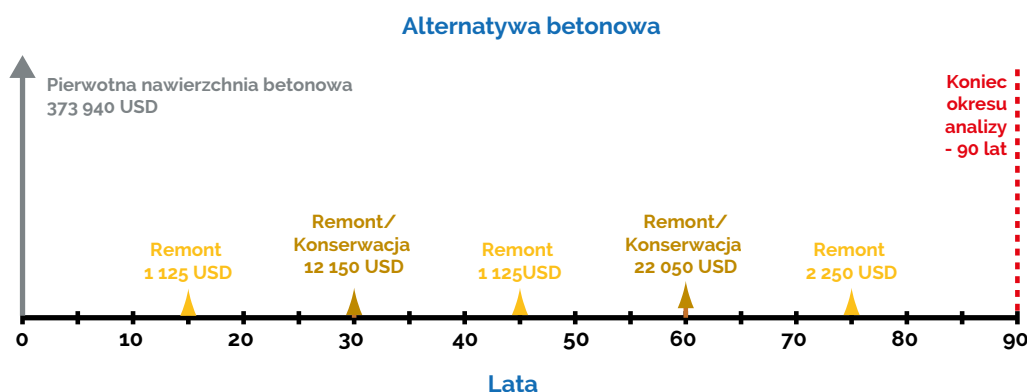 Alternatywa betonowa
Pierwotna nawierzchnia betonowa
373 940 USD
Koniec
okresu
analizy
- 90 lat
Remont
1 125 USD
Remont/
Konserwacja
12 150 USD
Remont
1 125USD
Remont/
Konserwacja
22 050 USD
Remont
2 250 USD
0 10 20 30 40 50 60 70 80 90
Lata